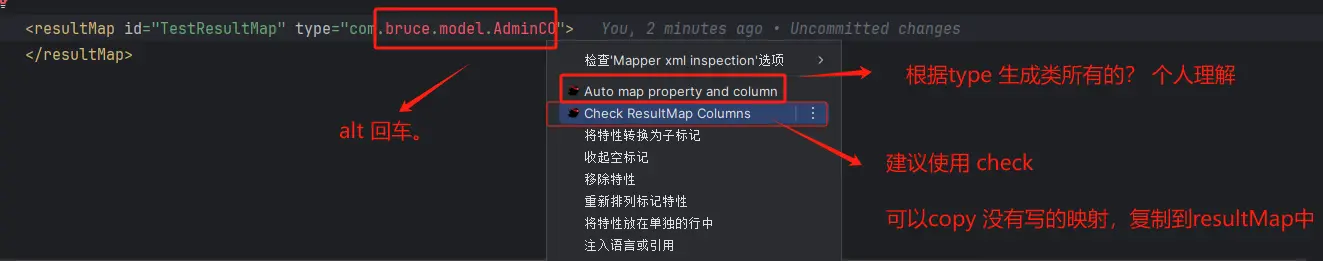 <resultMap id="TestResultMap" type="com.bruce.model.AdminCO"> You, 2 minutes ago • Uncommitted changes
</resultMap>
检查'Mapper xml inspection'选项
根据type 生成类所有的? 个人理解
Auto map property and column
Check ResultMap Columns
alt 回车。
将特性转换为子标记
收起空标记
建议使用 check
移除特性
重新排列标记特性
将特性放在单独的行中
可以copy 没有写的映射，复制到resultMap中
注入语言或引用